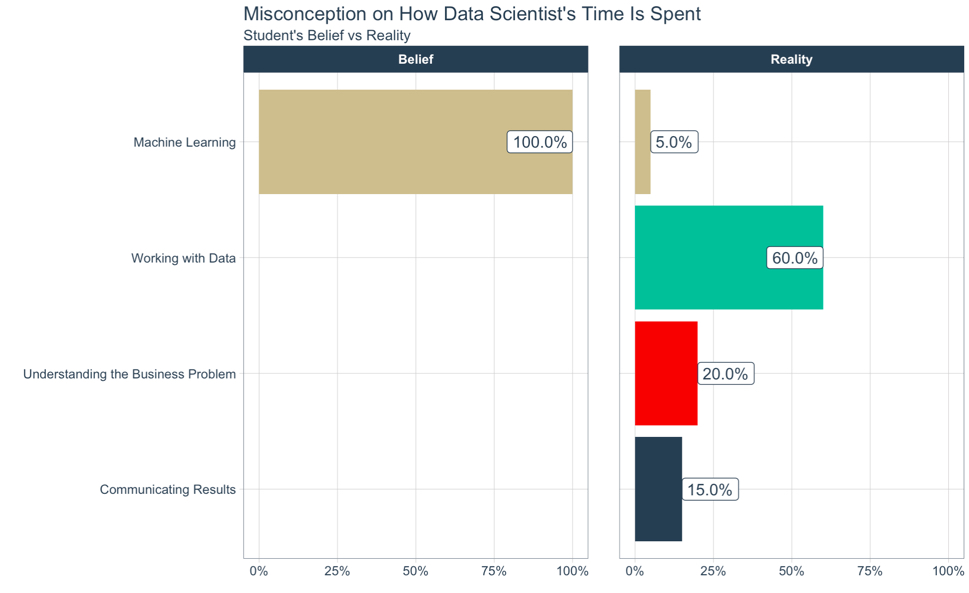 Misconception on How Data Scientist's Time Is Spent
Student's Belief vs Reality
Belief
Reality
Machine Learning
100.0%
5.0%
Working with Data
60.0%
Understanding the Business Problem
20.0%
Communicating Results
15.0%
0%
25%
50%
75%
100%
0%
25%
50%
75%
100%